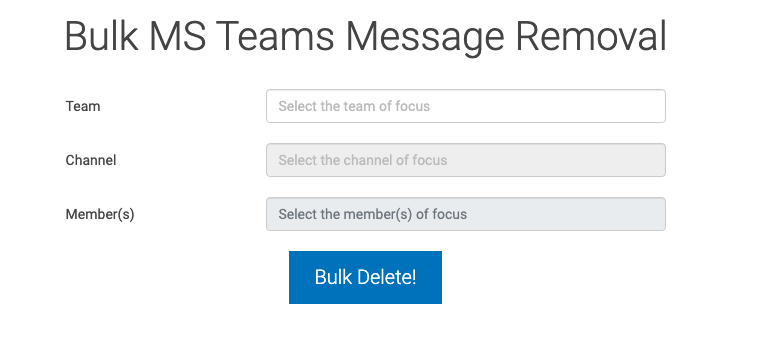 Bulk MS Teams Message Removal
Team
Select the team of focus
Channel
Select the channel of focus
Member(s)
Select the member(s) of focus
Bulk Delete!